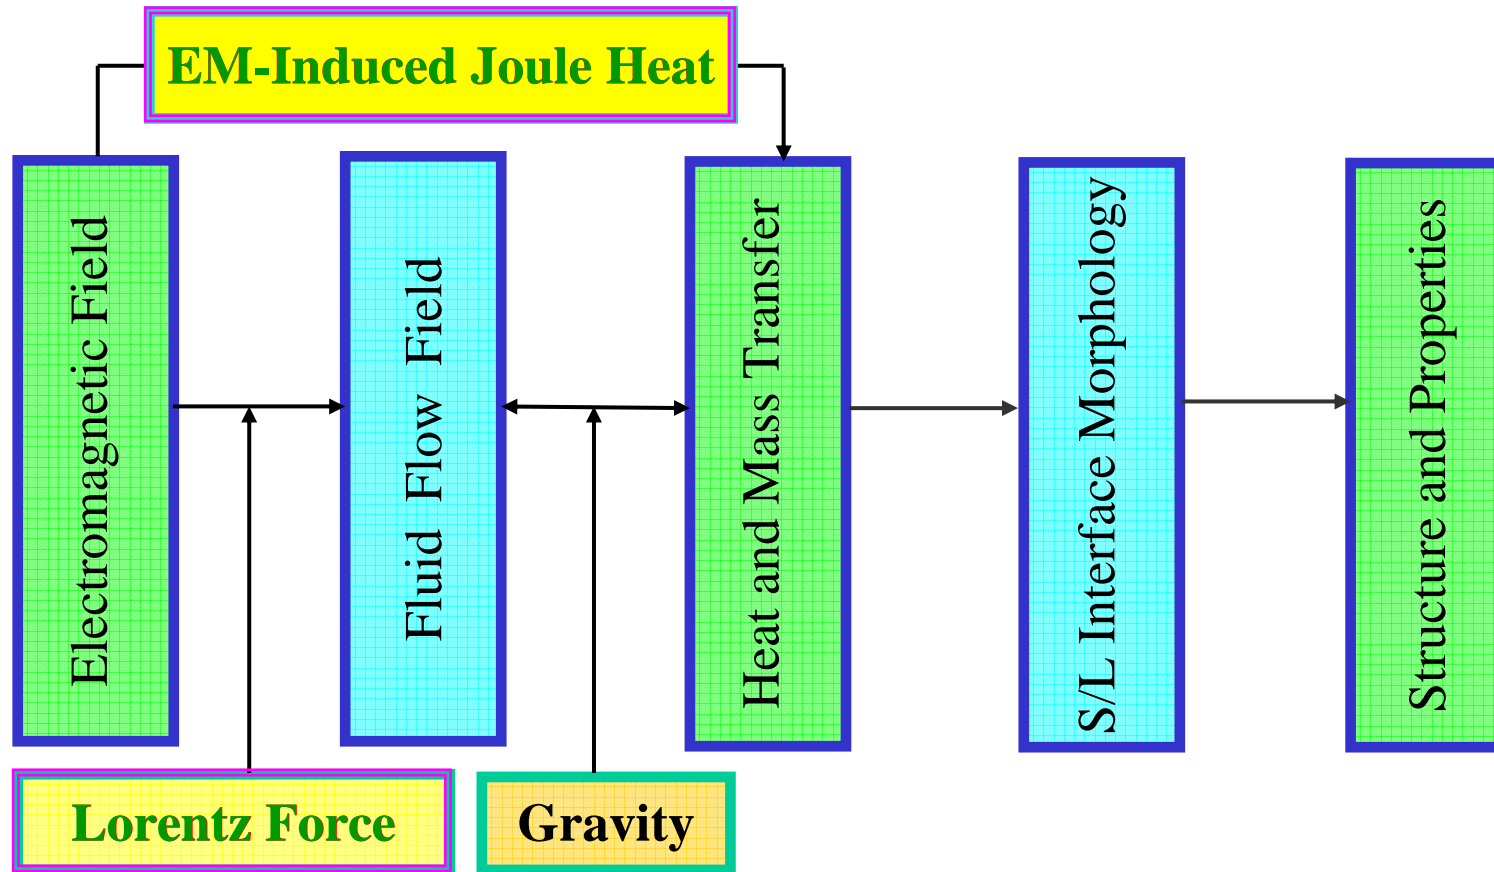 EM-Induced Joule Heat
Electromagnetic Field
Fluid Flow Field
Heat and Mass Transfer
S/L Interface Morphology
Structure and Properties
Lorentz Force
Gravity